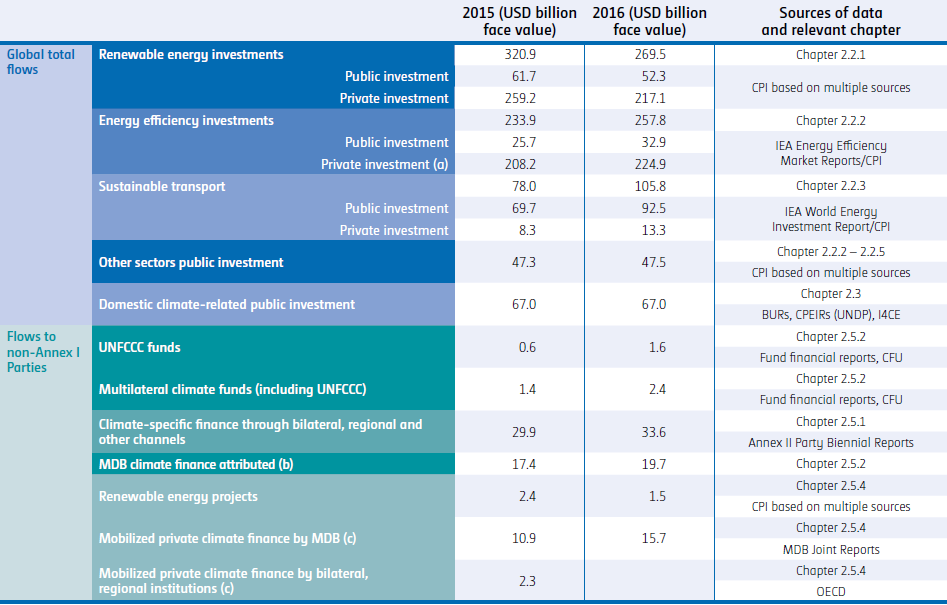 2015 (USD billion face value)
2016 (USD billion face value)
Sources of data and relevant chapter
Global total flows
Renewable energy investments 320.9 269.5 Chapter 2.2.1
Public investment 61.7 52.3 CPI based on multiple sources
Private investment 259.2 217.1
Energy efficiency investments 233.9 257.8 Chapter 2.2.2
Public investment 25.7 32.9 IEA Energy Efficiency Market Reports/CPI
Private investment (a) 208.2 224.9
Sustainable transport 78.0 105.8 Chapter 2.2.3
Public investment 69.7 92.5 IEA World Energy Investment Report/CPI
Private investment 8.3 13.3
Other sectors public investment 47.3 47.5 Chapter 2.2.2 – 2.2.5
CPI based on multiple sources
Domestic climate-related public investment 67.0 67.0 Chapter 2.3
BURs, CPEIRs (UNDP), I4CE
Flows to non-Annex I Parties
UNFCCC funds 0.6 1.6 Chapter 2.5.2
Fund financial reports, CFU
Multilateral climate funds (including UNFCCC) 1.4 2.4 Chapter 2.5.2
Fund financial reports, CFU
Climate-specific finance through bilateral, regional and other channels 29.9 33.6 Chapter 2.5.1
Annex II Party Biennial Reports
MDB climate finance attributed (b) 17.4 19.7 Chapter 2.5.2
Renewable energy projects 2.4 1.5 Chapter 2.5.4
CPI based on multiple sources
Mobilized private climate finance by MDB (c) 10.9 15.7 Chapter 2.5.4
MDB Joint Reports
Mobilized private climate finance by bilateral, regional institutions (c) 2.3 Chapter 2.5.4
OECD